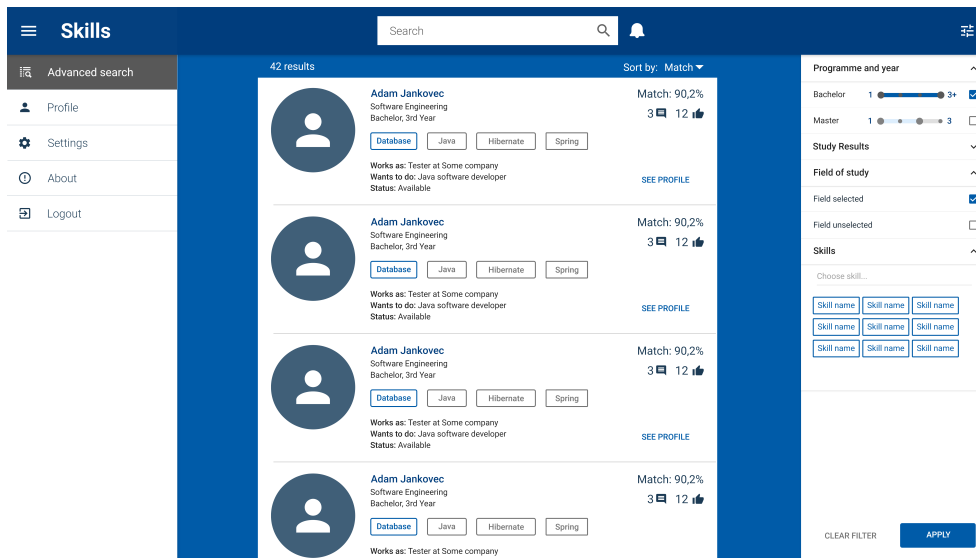 Skills
Search
Advanced search
Profile
Settings
About
Logout
42 results
Sort by: Match
Adam Jankovec
Match: 90,2%
Software Engineering
Bachelor, 3rd Year
3 12
Database Java Hibernate Spring
Works as: Tester at Some company
Wants to do: Java software developer
Status: Available
SEE PROFILE
Adam Jankovec
Match: 90,2%
Software Engineering
Bachelor, 3rd Year
3 12
Database Java Hibernate Spring
Works as: Tester at Some company
Wants to do: Java software developer
Status: Available
SEE PROFILE
Adam Jankovec
Match: 90,2%
Software Engineering
Bachelor, 3rd Year
3 12
Database Java Hibernate Spring
Works as: Tester at Some company
Wants to do: Java software developer
Status: Available
SEE PROFILE
Adam Jankovec
Match: 90,2%
Software Engineering
Bachelor, 3rd Year
3 12
Database Java Hibernate Spring
Works as: Tester at Some company
Programme and year
Bachelor 1 3+
Master 1 3
Study Results
Field of study
Field selected
Field unselected
Skills
Choose skill...
Skill name Skill name Skill name
Skill name Skill name Skill name
Skill name Skill name Skill name
CLEAR FILTER APPLY